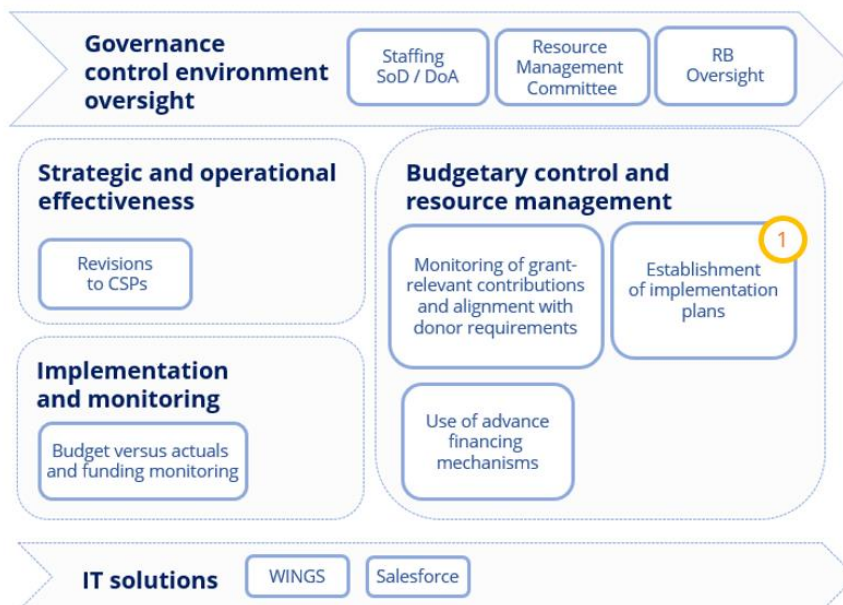 Governance
control environment
oversight
Staffing
SoD / DoA
Resource
Management
Committee
RB
Oversight
Strategic and operational
effectiveness
Revisions
to CSPs
Implementation
and monitoring
Budget versus actuals
and funding monitoring
Budgetary control and
resource management
Monitoring of grant-
relevant contributions
and alignment with
donor requirements
1
Establishment
of implementation
plans
Use of advance
financing
mechanisms
IT solutions
WINGS
Salesforce